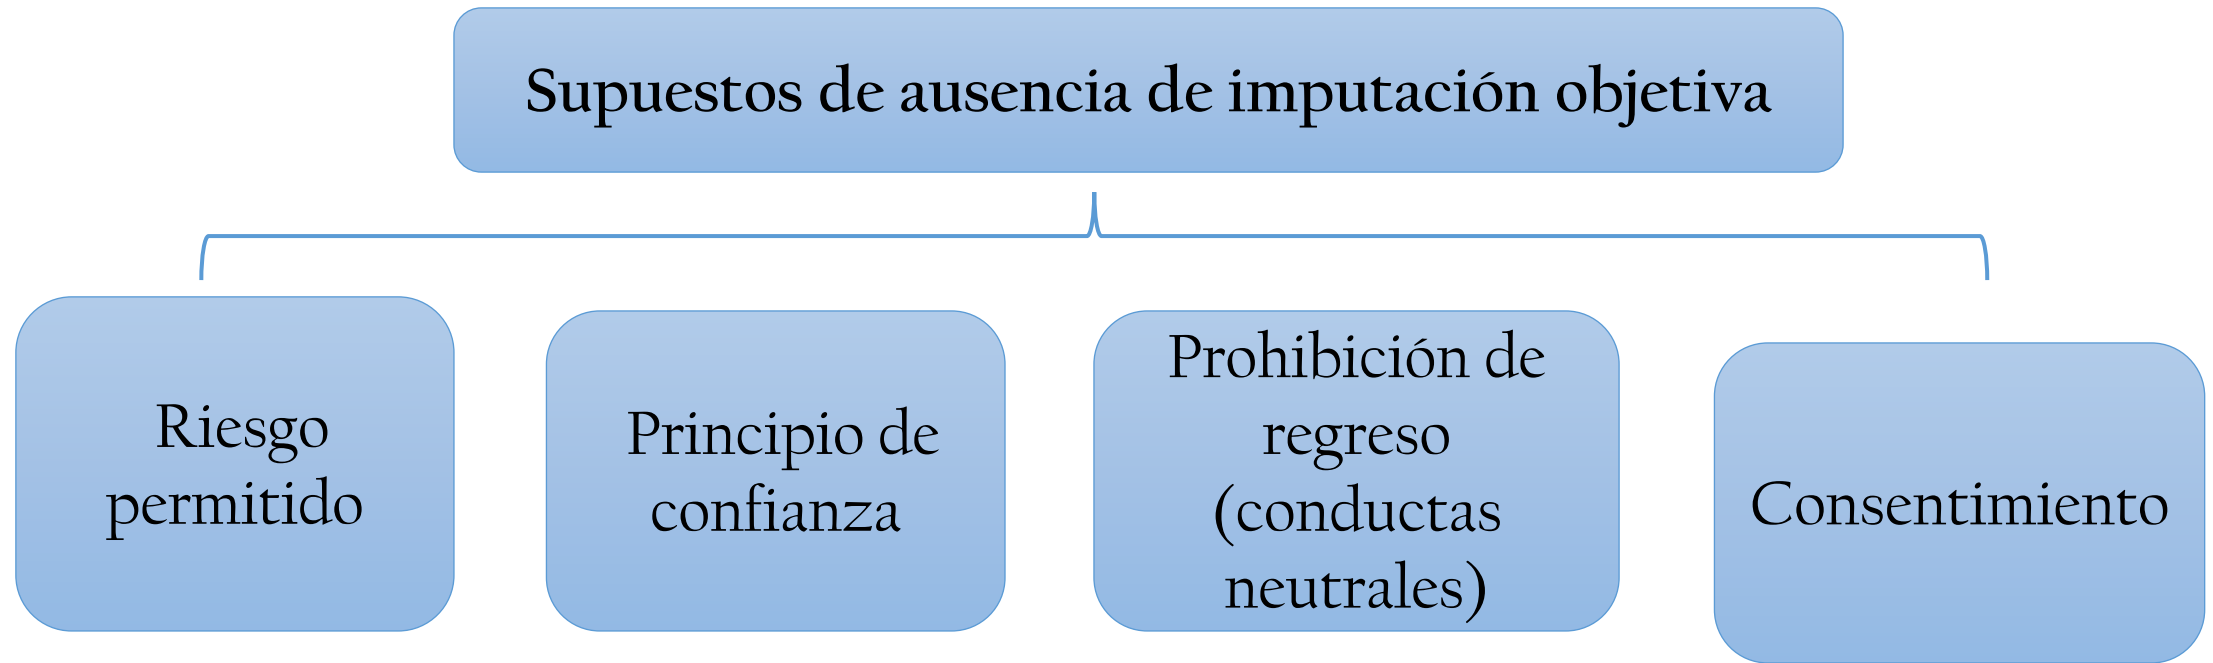 Supuestos de ausencia de imputación objetiva
Riesgo
permitido
Principio de
confianza
Prohibición de
regreso
(conductas
neutrales)
Consentimiento